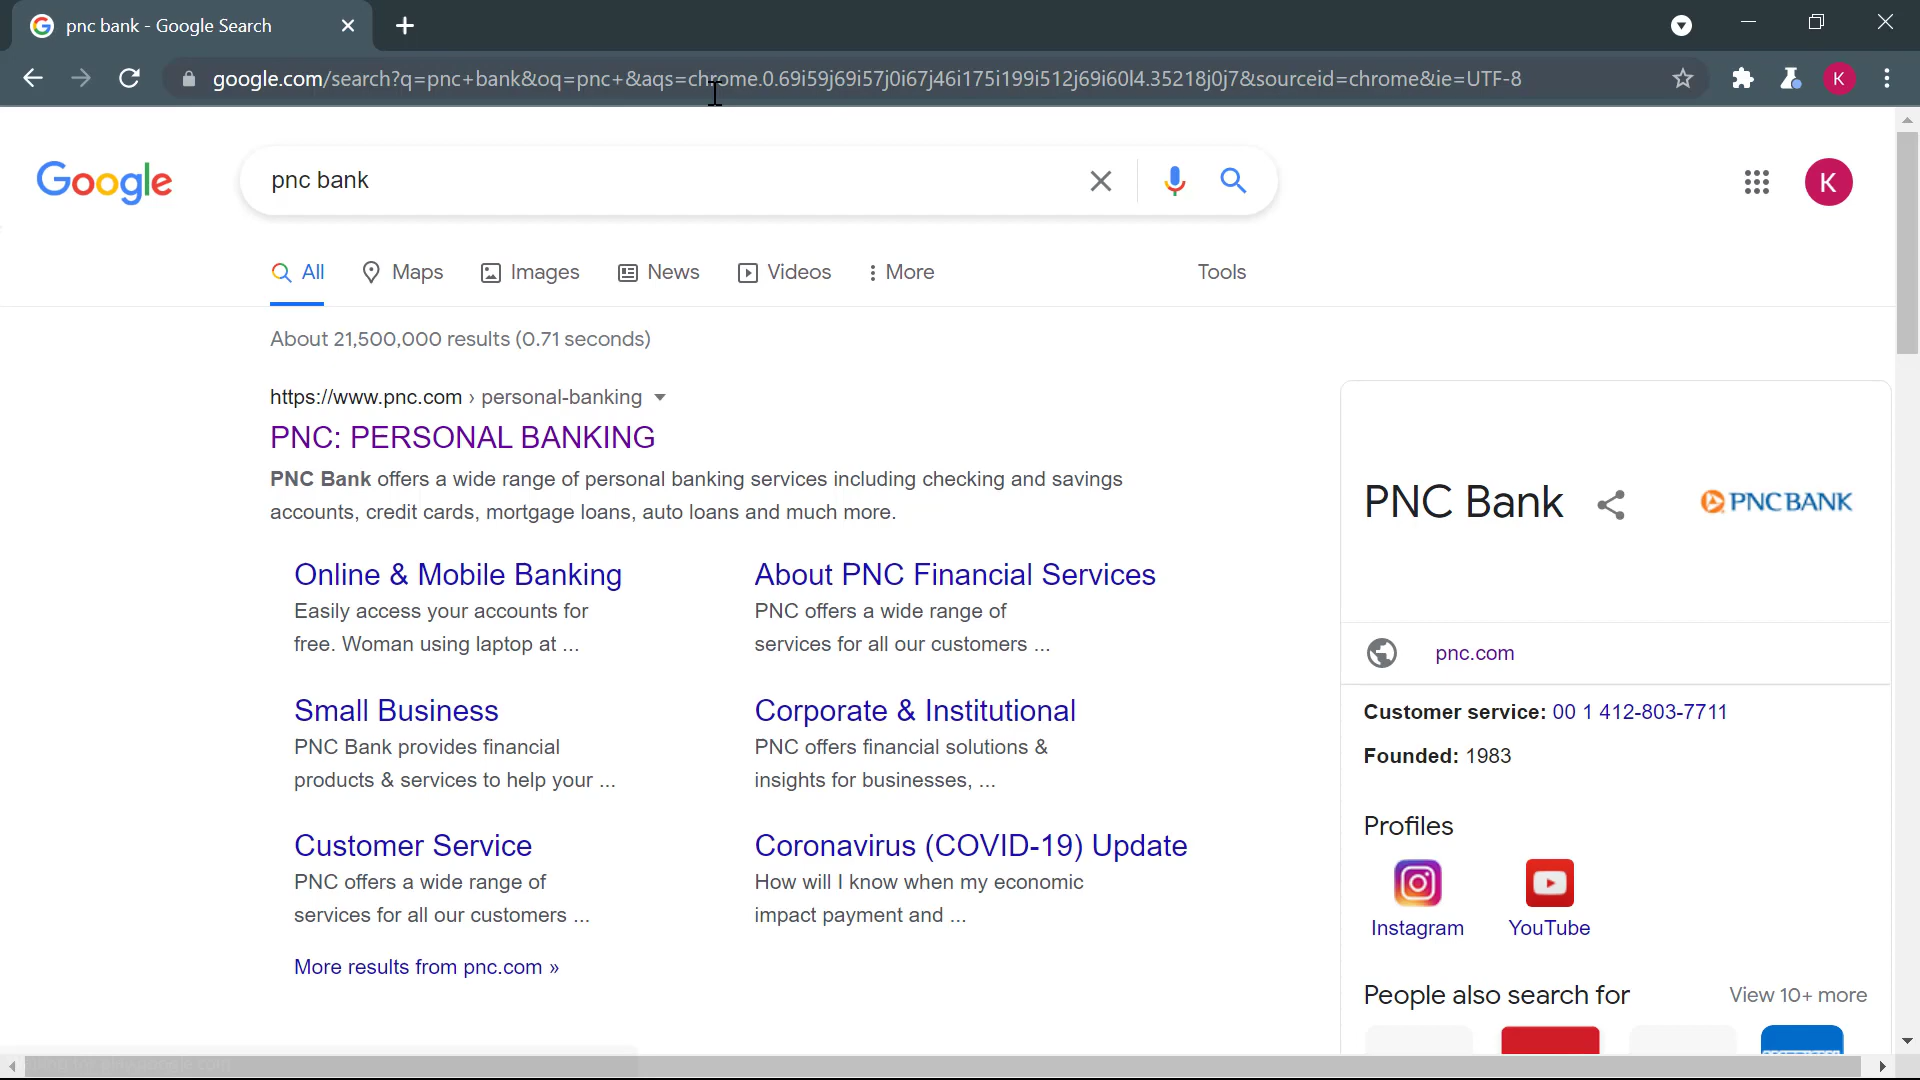 pnc bank - Google Search
google.com/search?q=pnc+bank&oq=pnc+&aqs=chrome.0.69i59j69i57j0i67j46i175i199i512j69i60l4.35218j0j7&sourceid=chrome&ie=UTF-8
K
Google
pnc bank
K
All
Maps
Images
News
Videos
More
Tools
About 21,500,000 results (0.71 seconds)
https://www.pnc.com › personal-banking
PNC: PERSONAL BANKING
PNC Bank offers a wide range of personal banking services including checking and savings
accounts, credit cards, mortgage loans, auto loans and much more.
Online & Mobile Banking
Easily access your accounts for
free. Woman using laptop at ...
About PNC Financial Services
PNC offers a wide range of
services for all our customers ...
Small Business
PNC Bank provides financial
products & services to help your ...
Corporate & Institutional
PNC offers financial solutions &
insights for businesses, ...
Customer Service
PNC offers a wide range of
services for all our customers ...
Coronavirus (COVID-19) Update
How will I know when my economic
impact payment and ...
More results from pnc.com »
PNC Bank
PNCBANK
pnc.com
Customer service: 00 1 412-803-7711
Founded: 1983
Profiles
Instagram
YouTube
People also search for
View 10+ more